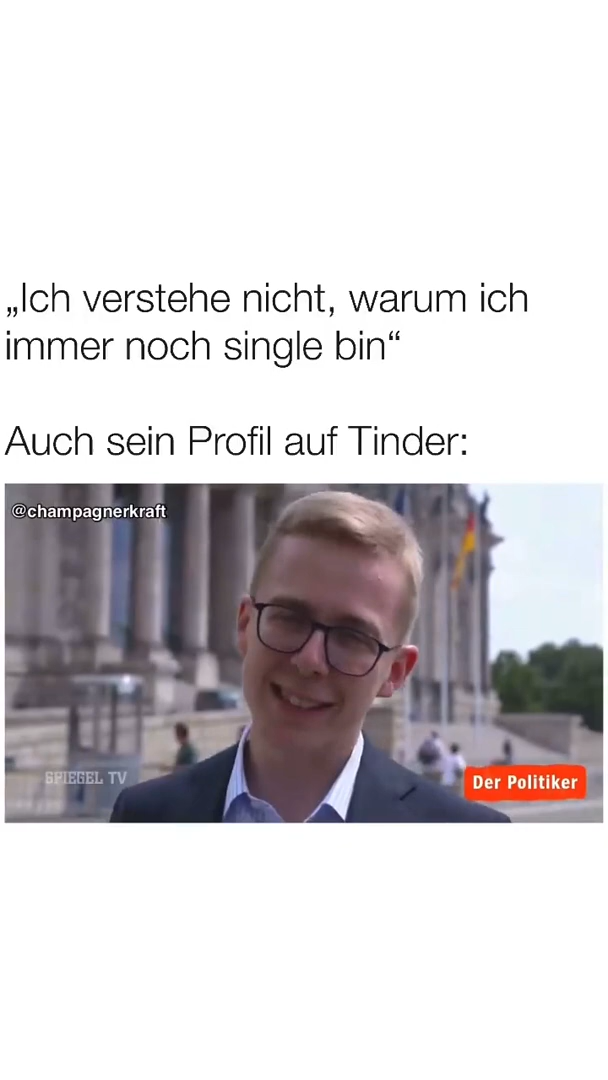 „Ich verstehe nicht, warum ich
immer noch single bin“
Auch sein Profil auf Tinder:
@champagnerkraft
SPIEGEL TV
Der Politiker